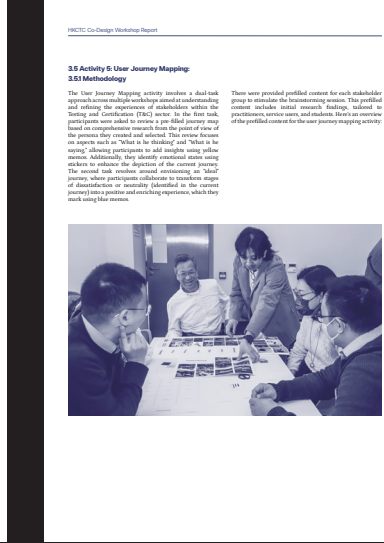 HKCTC Co-Design Workshop Report
3.5 Activity 5: User Journey Mapping:
3.5.1 Methodology
The User Journey Mapping activity involves a dual-task
approach across multiple workshops aimed at understanding
and refining the experiences of stakeholders within the
Testing and Certification (T&C) sector. In the first task,
participants were asked to review a pre-filled journey map
based on comprehensive research from the point of view of
the persona they created and selected. This review focuses
on aspects such as "What is he thinking" and "What is he
saying," allowing participants to add insights using yellow
memos. Additionally, they identify emotional states using
stickers to enhance the depiction of the current journey.
The second task revolves around envisioning an "ideal"
journey, where participants collaborate to transform stages
of dissatisfaction or neutrality (identified in the current
journey) into a positive and enriching experience, which they
mark using blue memos.
There were provided prefilled content for each stakeholder
group to stimulate the brainstorming session. This prefilled
content includes initial research findings, tailored to
practitioners, service users, and students. Here's an overview
of the prefilled content for the user journey mapping activity: